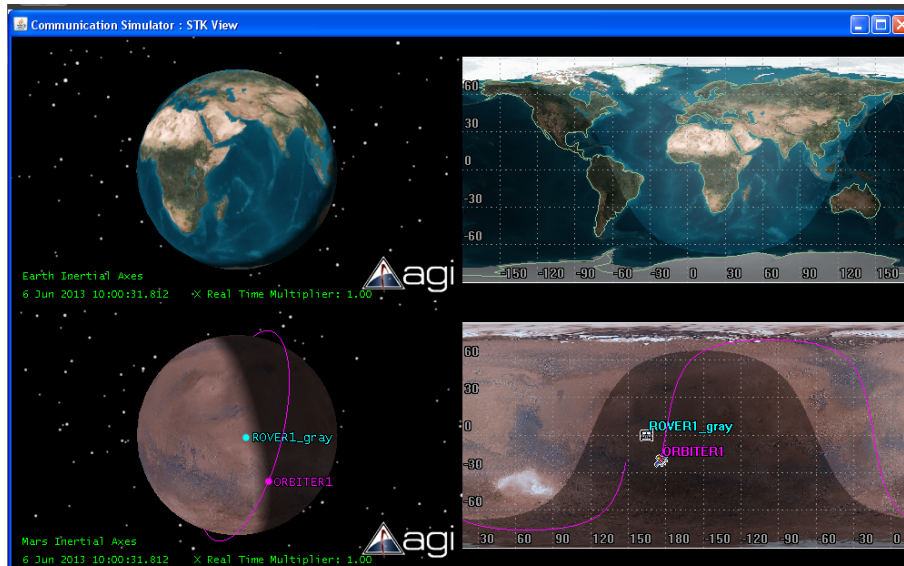 Communication Simulator : STK View
Earth Inertial Axes
6 Jun 2013 10:00:31.812 X Real Time Multiplier: 1.00
agi
60
30
0
-30
-60
-150 -120 -90 -60 -30 0 30 60 90 120 150
Mars Inertial Axes
6 Jun 2013 10:00:31.812 X Real Time Multiplier: 1.00
ROVER1_gray
ORBITER1
agi
60
30
0
-30
-60
ROVER1_gray
ORBITER1
30 60 90 120 150 -150 -120 -90 -60 -30 0